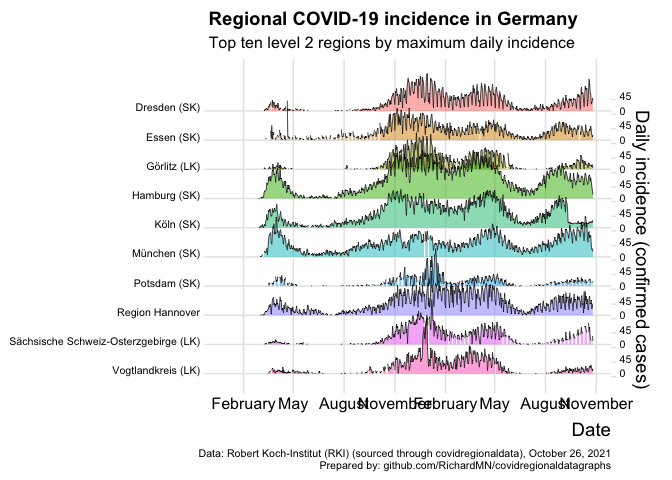 Regional COVID-19 incidence in Germany
Top ten level 2 regions by maximum daily incidence
Dresden (SK)
45
0
Essen (SK)
45
0
Görlitz (LK)
45
0
Hamburg (SK)
45
0
Köln (SK)
45
0
München (SK)
45
0
Potsdam (SK)
45
0
Region Hannover
45
0
Sächsische Schweiz-Osterzgebirge (LK)
45
0
Vogtlandkreis (LK)
45
0
Daily incidence (confirmed cases)
February May August November February May August November
Date
Data: Robert Koch-Institut (RKI) (sourced through covidregionaldata), October 26, 2021
Prepared by: github.com/RichardMN/covidregionaldatagraphs